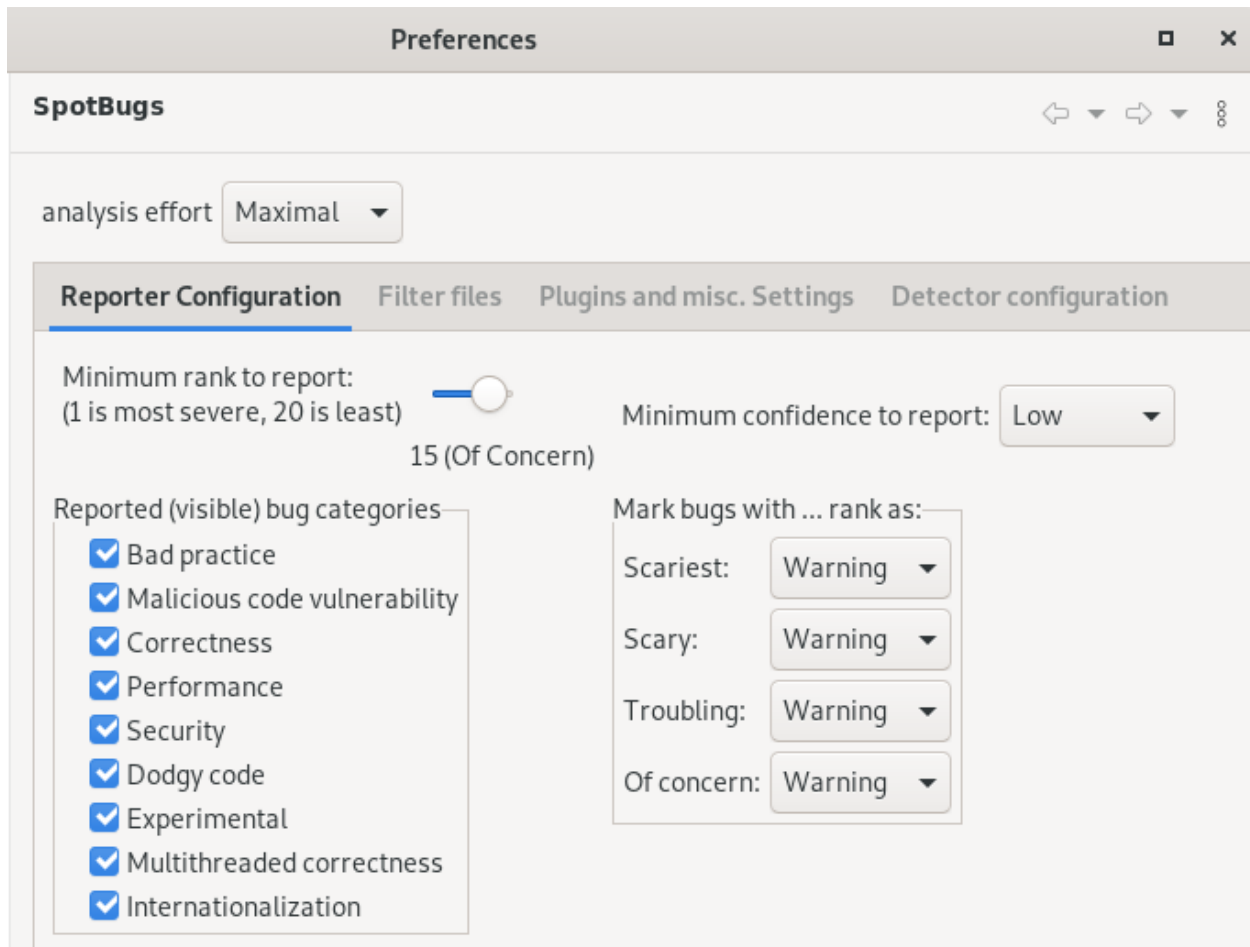 Preferences
SpotBugs
analysis effort Maximal
Reporter Configuration Filter files Plugins and misc. Settings Detector configuration
Minimum rank to report:
(1 is most severe, 20 is least)
15 (Of Concern)
Minimum confidence to report: Low
Reported (visible) bug categories
Bad practice
Malicious code vulnerability
Correctness
Performance
Security
Dodgy code
Experimental
Multithreaded correctness
Internationalization
Mark bugs with ... rank as:
Scariest: Warning
Scary: Warning
Troubling: Warning
Of concern: Warning